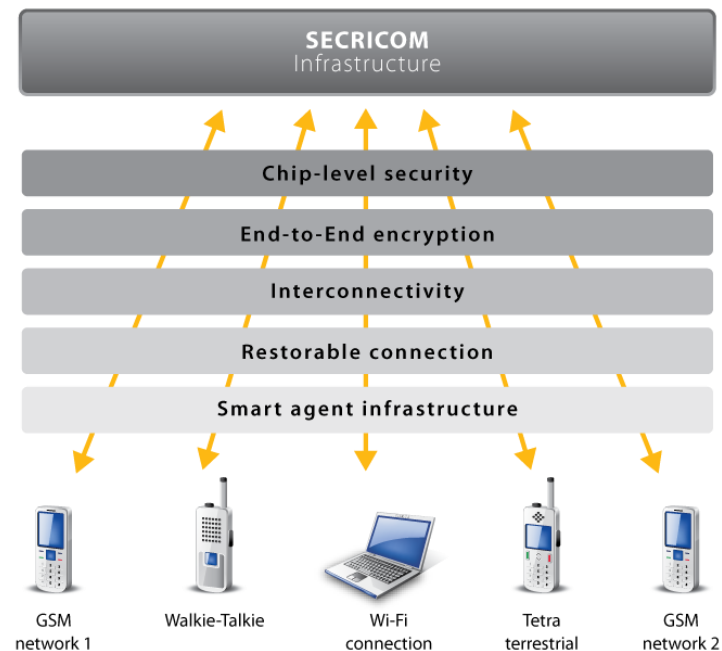 SECRICOM
Infrastructure
Chip-level security
End-to-End encryption
Interconnectivity
Restorable connection
Smart agent infrastructure
GSM
network 1
Walkie-Talkie
Wi-Fi
connection
Tetra
terrestrial
GSM
network 2